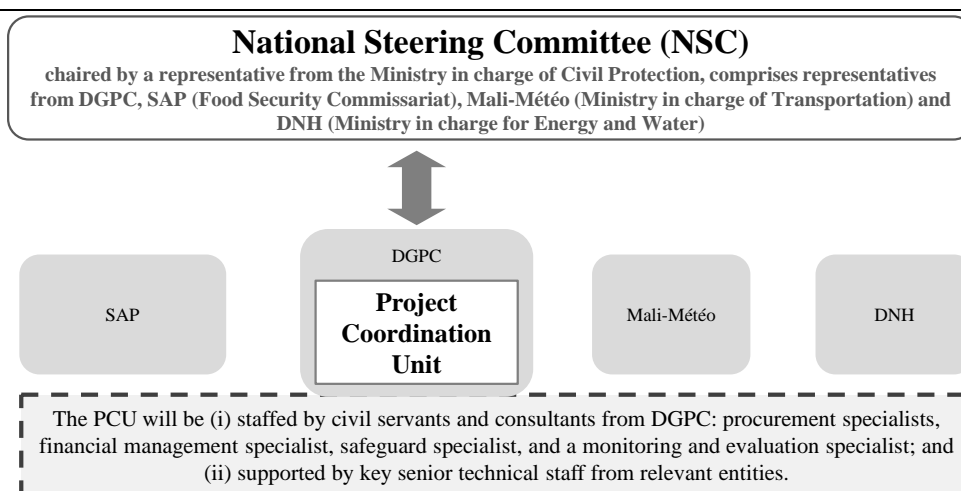 National Steering Committee (NSC)
chaired by a representative from the Ministry in charge of Civil Protection, comprises representatives
from DGPC, SAP (Food Security Commissariat), Mali-Météo (Ministry in charge of Transportation) and
DNH (Ministry in charge for Energy and Water)
DGPC
SAP
Project
Coordination
Unit
Mali-Météo
DNH
The PCU will be (i) staffed by civil servants and consultants from DGPC: procurement specialists,
financial management specialist, safeguard specialist, and a monitoring and evaluation specialist; and
(ii) supported by key senior technical staff from relevant entities.